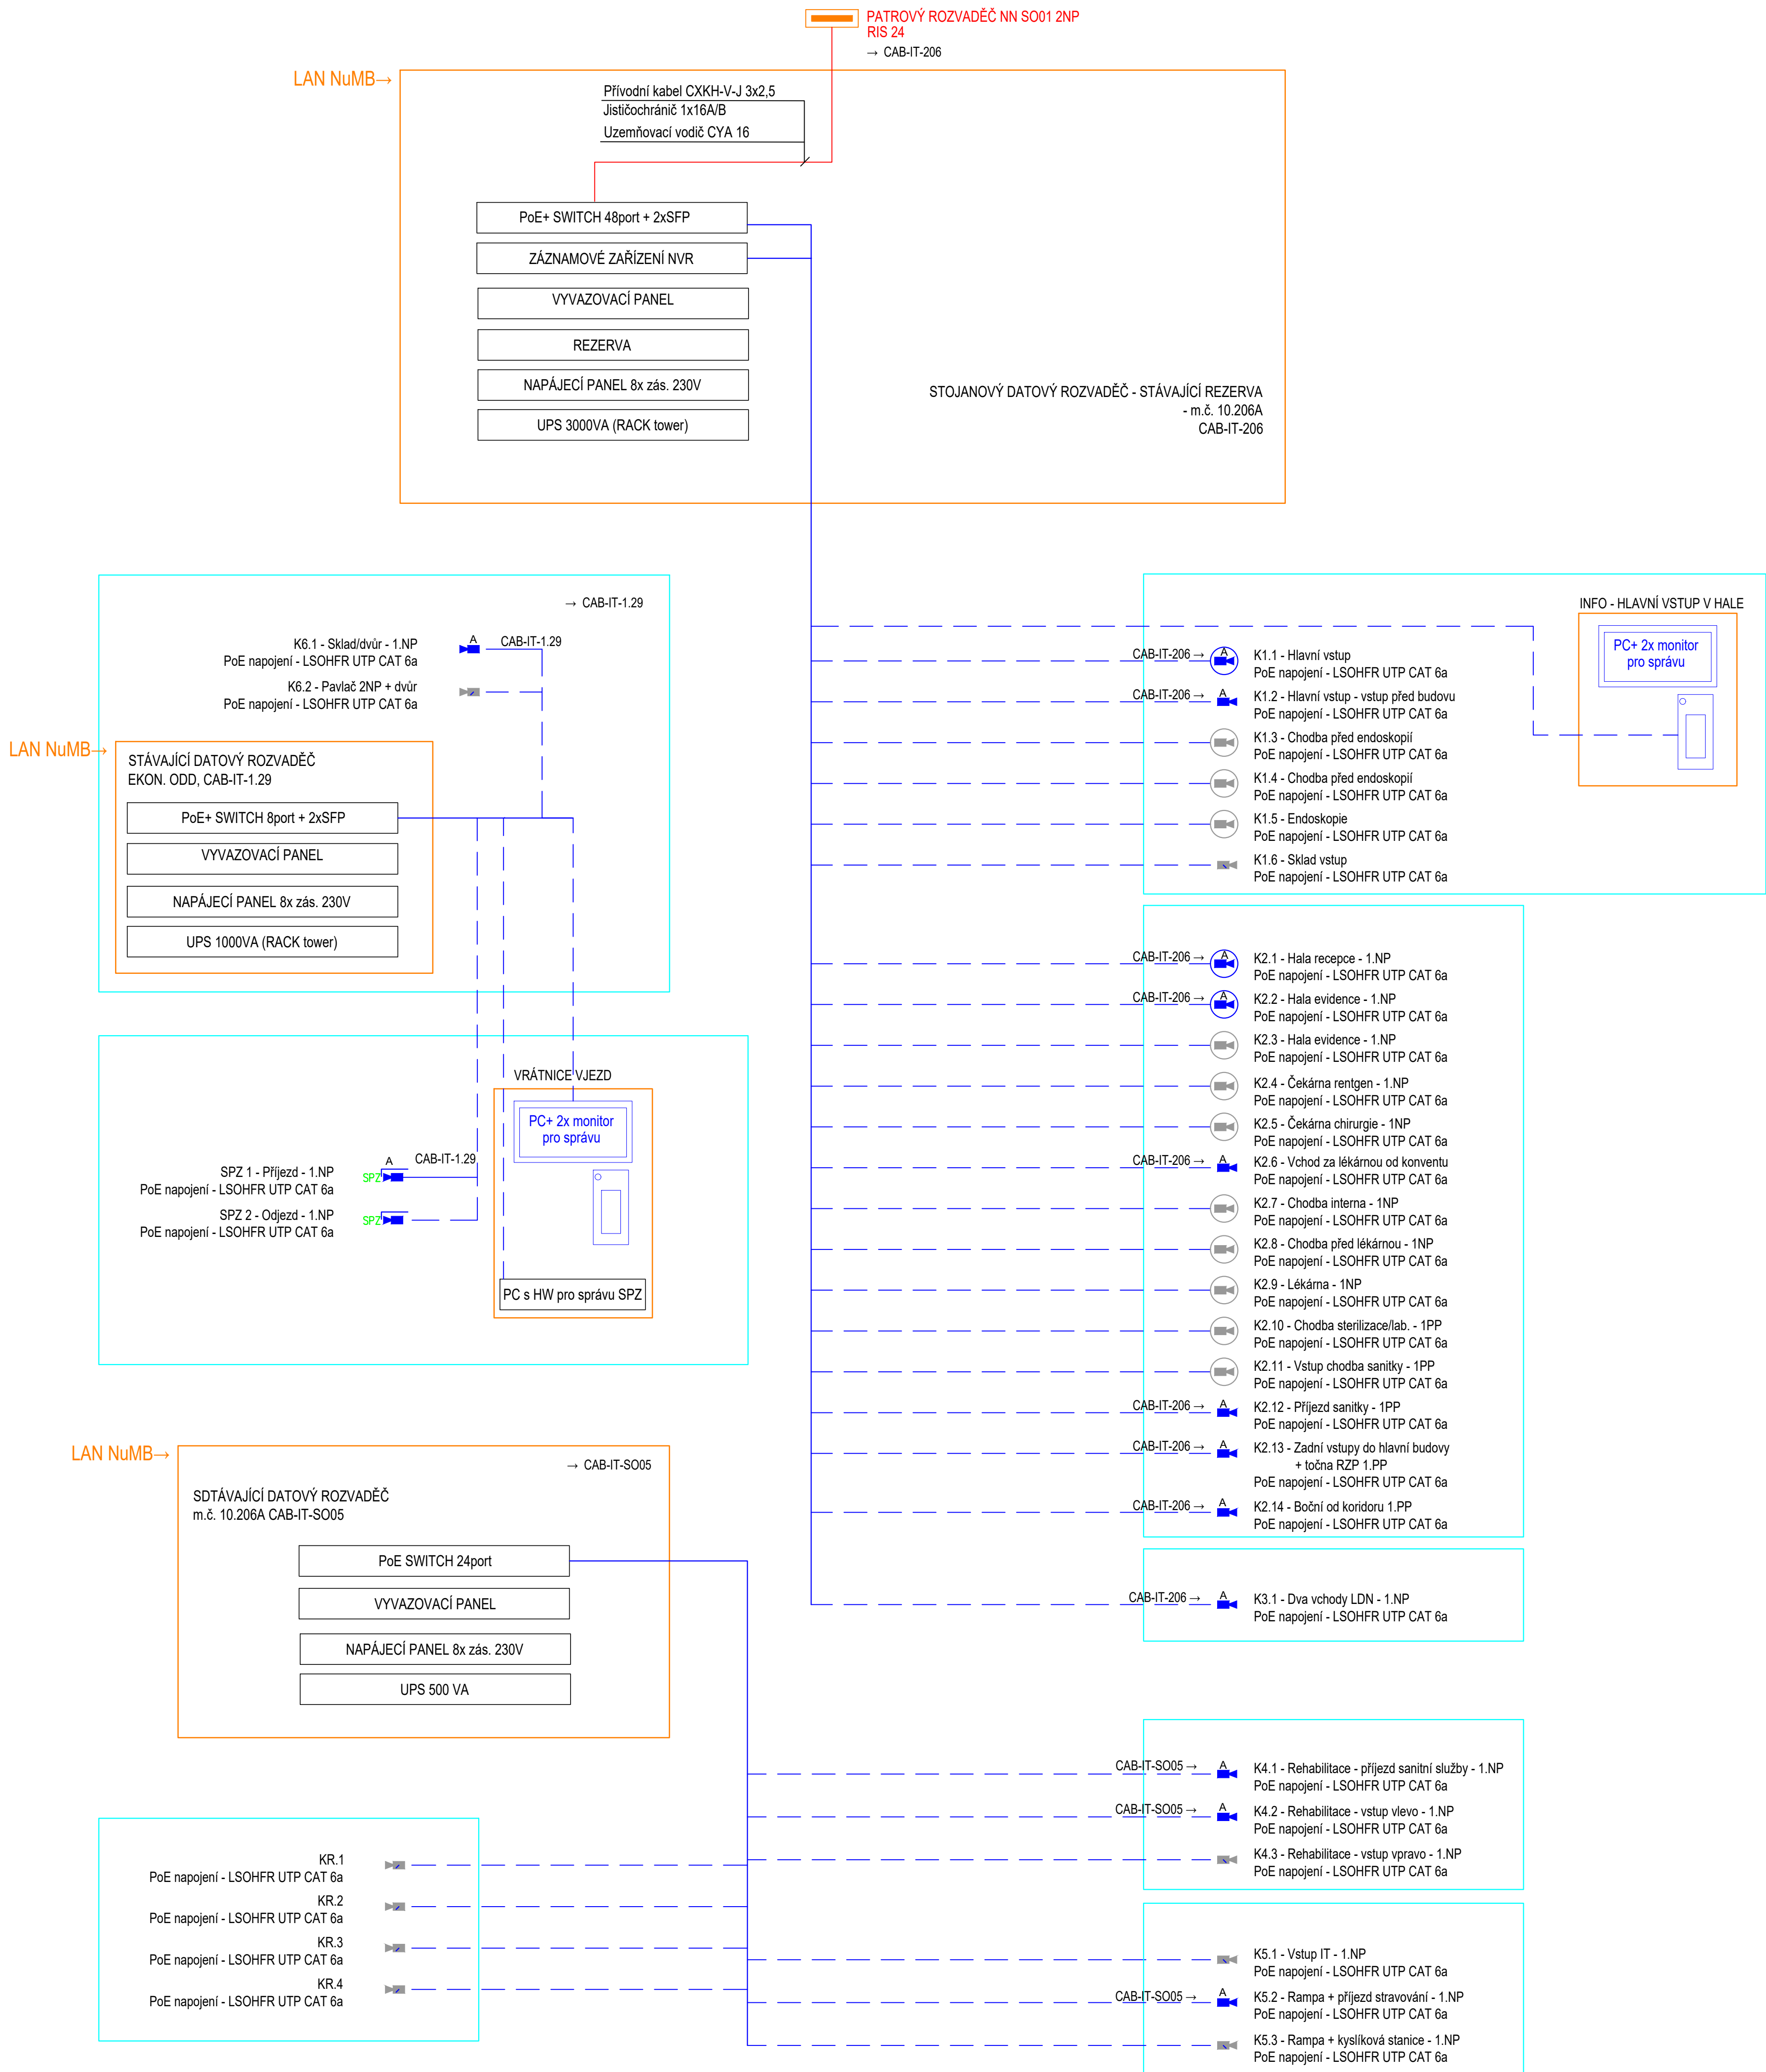 PATROVÝ ROZVADĚČ NN SO01 2NP
RIS 24
→ CAB-IT-206
LAN NuMB→
Přívodní kabel CXKH-V-J 3x2,5
Jističochránič 1x16A/B
Uzemňovací vodič CYA 16
PoE+ SWITCH 48port + 2xSFP
ZÁZNAMOVÉ ZAŘÍZENÍ NVR
VYVAZOVACÍ PANEL
REZERVA
NAPÁJECÍ PANEL 8x zás. 230V
UPS 3000VA (RACK tower)
STOJANOVÝ DATOVÝ ROZVADĚČ - STÁVAJÍCÍ REZERVA
- m.č. 10.206A
CAB-IT-206
→ CAB-IT-1.29
K6.1 - Sklad/dvůr - 1.NP
PoE napojení - LSOHFR UTP CAT 6a
A
CAB-IT-1.29
K6.2 - Pavlač 2NP + dvůr
PoE napojení - LSOHFR UTP CAT 6a
LAN NuMB→
STÁVAJÍCÍ DATOVÝ ROZVADĚČ
EKON. ODD, CAB-IT-1.29
PoE+ SWITCH 8port + 2xSFP
VYVAZOVACÍ PANEL
NAPÁJECÍ PANEL 8x zás. 230V
UPS 1000VA (RACK tower)
VRÁTNICE VJEZD
PC+ 2x monitor
pro správu
PC s HW pro správu SPZ
SPZ 1 - Příjezd - 1.NP
PoE napojení - LSOHFR UTP CAT 6a
SPZ
A
CAB-IT-1.29
SPZ 2 - Odjezd - 1.NP
PoE napojení - LSOHFR UTP CAT 6a
SPZ
LAN NuMB→
→ CAB-IT-SO05
SDTÁVAJÍCÍ DATOVÝ ROZVADĚČ
m.č. 10.206A CAB-IT-SO05
PoE SWITCH 24port
VYVAZOVACÍ PANEL
NAPÁJECÍ PANEL 8x zás. 230V
UPS 500 VA
KR.1
PoE napojení - LSOHFR UTP CAT 6a
KR.2
PoE napojení - LSOHFR UTP CAT 6a
KR.3
PoE napojení - LSOHFR UTP CAT 6a
KR.4
PoE napojení - LSOHFR UTP CAT 6a
INFO - HLAVNÍ VSTUP V HALE
PC+ 2x monitor
pro správu
CAB-IT-206 →
A
K1.1 - Hlavní vstup
PoE napojení - LSOHFR UTP CAT 6a
CAB-IT-206 →
A
K1.2 - Hlavní vstup - vstup před budovu
PoE napojení - LSOHFR UTP CAT 6a
K1.3 - Chodba před endoskopií
PoE napojení - LSOHFR UTP CAT 6a
K1.4 - Chodba před endoskopií
PoE napojení - LSOHFR UTP CAT 6a
K1.5 - Endoskopie
PoE napojení - LSOHFR UTP CAT 6a
K1.6 - Sklad vstup
PoE napojení - LSOHFR UTP CAT 6a
CAB-IT-206 →
A
K2.1 - Hala recepce - 1.NP
PoE napojení - LSOHFR UTP CAT 6a
CAB-IT-206 →
A
K2.2 - Hala evidence - 1.NP
PoE napojení - LSOHFR UTP CAT 6a
K2.3 - Hala evidence - 1.NP
PoE napojení - LSOHFR UTP CAT 6a
K2.4 - Čekárna rentgen - 1.NP
PoE napojení - LSOHFR UTP CAT 6a
K2.5 - Čekárna chirurgie - 1NP
PoE napojení - LSOHFR UTP CAT 6a
CAB-IT-206 →
A
K2.6 - Vchod za lékárnou od konventu
PoE napojení - LSOHFR UTP CAT 6a
K2.7 - Chodba interna - 1NP
PoE napojení - LSOHFR UTP CAT 6a
K2.8 - Chodba před lékárnou - 1NP
PoE napojení - LSOHFR UTP CAT 6a
K2.9 - Lékárna - 1NP
PoE napojení - LSOHFR UTP CAT 6a
K2.10 - Chodba sterilizace/lab. - 1PP
PoE napojení - LSOHFR UTP CAT 6a
K2.11 - Vstup chodba sanitky - 1PP
PoE napojení - LSOHFR UTP CAT 6a
CAB-IT-206 →
A
K2.12 - Příjezd sanitky - 1PP
PoE napojení - LSOHFR UTP CAT 6a
CAB-IT-206 →
A
K2.13 - Zadní vstupy do hlavní budovy
+ točna RZP 1.PP
PoE napojení - LSOHFR UTP CAT 6a
CAB-IT-206 →
A
K2.14 - Boční od koridoru 1.PP
PoE napojení - LSOHFR UTP CAT 6a
CAB-IT-206 →
A
K3.1 - Dva vchody LDN - 1.NP
PoE napojení - LSOHFR UTP CAT 6a
CAB-IT-SO05 →
A
K4.1 - Rehabilitace - příjezd sanitní služby - 1.NP
PoE napojení - LSOHFR UTP CAT 6a
CAB-IT-SO05 →
A
K4.2 - Rehabilitace - vstup vlevo - 1.NP
PoE napojení - LSOHFR UTP CAT 6a
K4.3 - Rehabilitace - vstup vpravo - 1.NP
PoE napojení - LSOHFR UTP CAT 6a
K5.1 - Vstup IT - 1.NP
PoE napojení - LSOHFR UTP CAT 6a
CAB-IT-SO05 →
A
K5.2 - Rampa + příjezd stravování - 1.NP
PoE napojení - LSOHFR UTP CAT 6a
K5.3 - Rampa + kyslíková stanice - 1.NP
PoE napojení - LSOHFR UTP CAT 6a